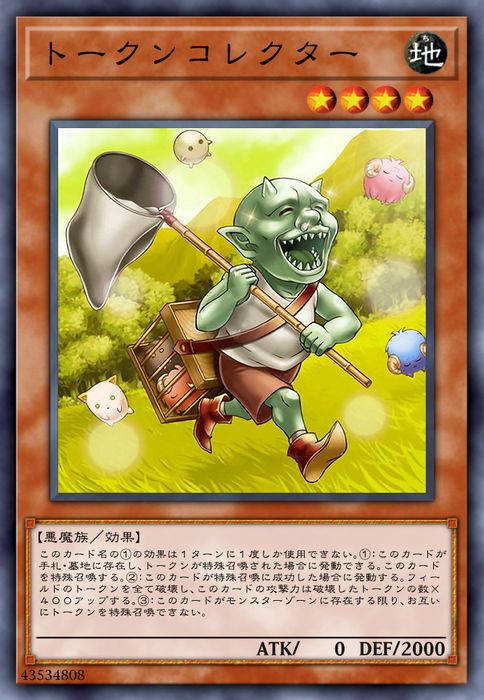 トークンコレクター
ち
地
【悪魔族／効果】
このカード名の①の効果は１ターンに１度しか使用できない。①：このカードが
手札・墓地に存在し、トークンが特殊召喚された場合に発動できる。このカード
を特殊召喚する。②：このカードが特殊召喚に成功した場合に発動する。フィー
ルドのトークンを全て破壊し、このカードの攻撃力は破壊したトークンの数×
４００アップする。③：このカードがモンスターゾーンに存在する限り、お互い
にトークンを特殊召喚できない。
ATK/ 0 DEF/2000
43534808